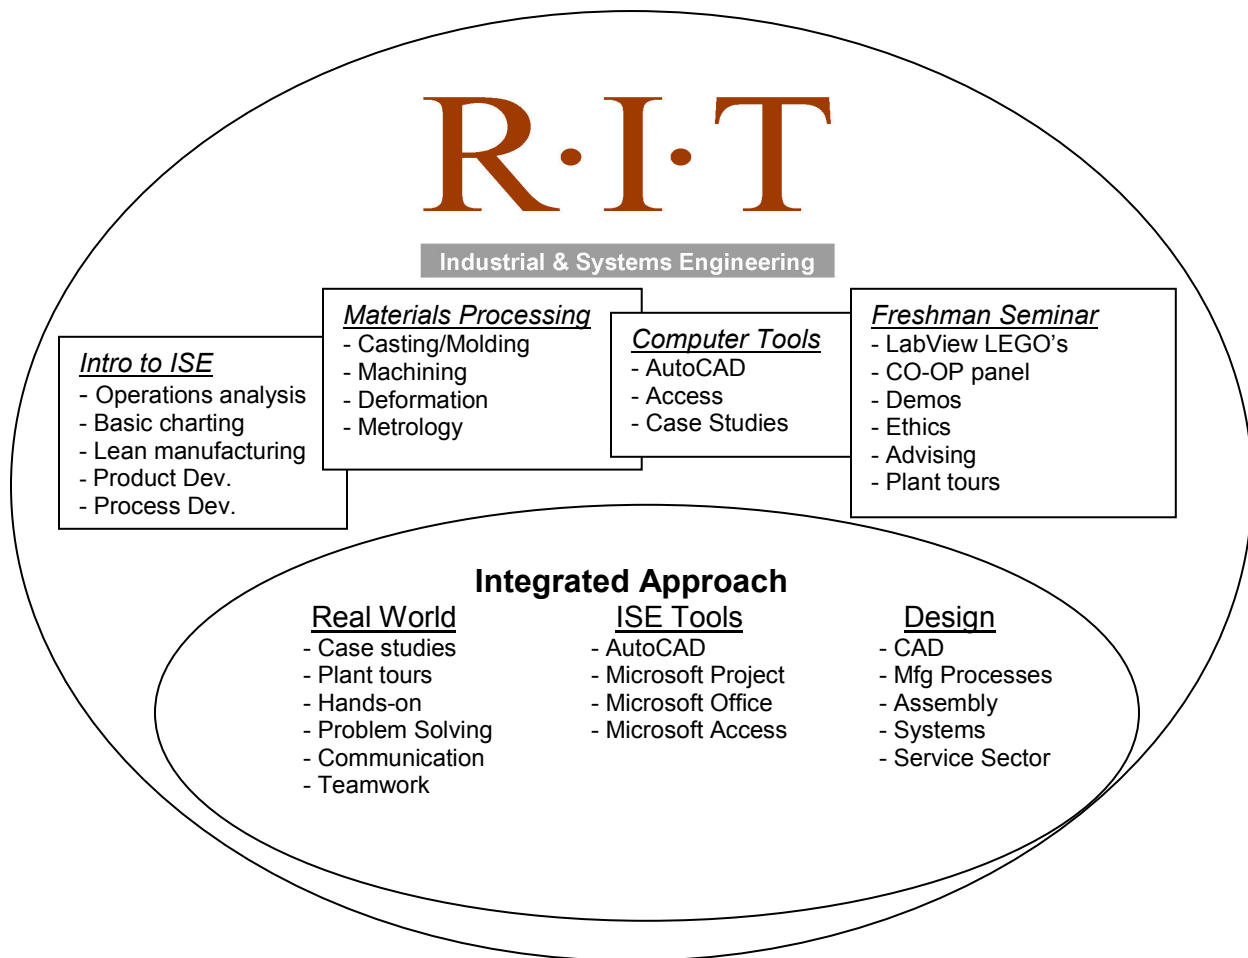 R·I·T
Industrial & Systems Engineering
Intro to ISE
- Operations analysis
- Basic charting
- Lean manufacturing
- Product Dev.
- Process Dev.
Materials Processing
- Casting/Molding
- Machining
- Deformation
- Metrology
Computer Tools
- AutoCAD
- Access
- Case Studies
Freshman Seminar
- LabView LEGO’s
- CO-OP panel
- Demos
- Ethics
- Advising
- Plant tours
Integrated Approach
Real World
- Case studies
- Plant tours
- Hands-on
- Problem Solving
- Communication
- Teamwork
ISE Tools
- AutoCAD
- Microsoft Project
- Microsoft Office
- Microsoft Access
Design
- CAD
- Mfg Processes
- Assembly
- Systems
- Service Sector